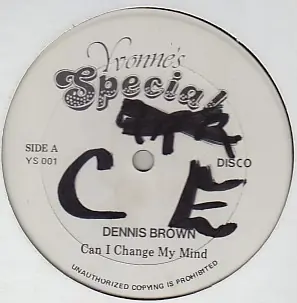 Yvonne's
Special
SIDE A
YS 001
DISCO
C E
DENNIS BROWN
Can I Change My Mind
UNAUTHORIZED COPYING IS PROHIBITED